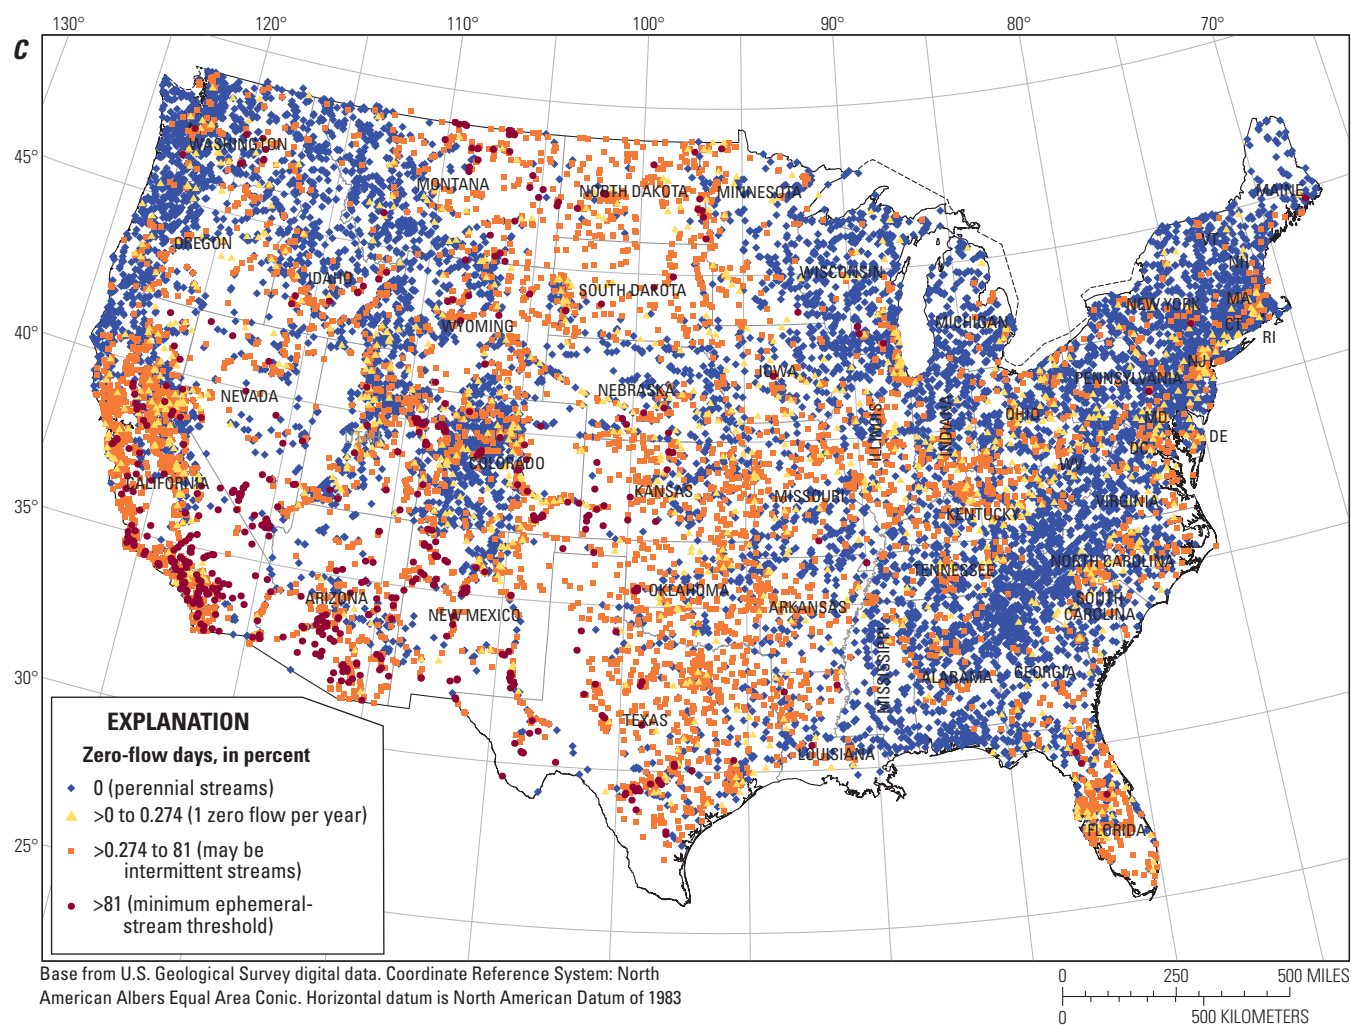 130° 120° 110° 100° 90° 80° 70°
C
45°
40°
35°
30°
25°
WASHINGTON
MONTANA
NORTH DAKOTA
MINNESOTA
MAINE
OREGON
VT
NH
IDAHO
WISCONSIN
SOUTH DAKOTA
NEW YORK
MA
WYOMING
MICHIGAN
CT
RI
IOWA
NJ
PENNSYLVANIA
NEVADA
NEBRASKA
OHIO
MD
ILLINOIS
INDIANA
DE
UTAH
DC
COLORADO
WV
CALIFORNIA
KANSAS
MISSOURI
VIRGINIA
KENTUCKY
NORTH CAROLINA
TENNESSEE
ARIZONA
OKLAHOMA
SOUTH
CAROLINA
NEW MEXICO
ARKANSAS
MISSISSIPPI
ALABAMA
GEORGIA
TEXAS
LOUISIANA
FLORIDA
EXPLANATION
Zero-flow days, in percent
0 (perennial streams)
>0 to 0.274 (1 zero flow per year)
>0.274 to 81 (may be
intermittent streams)
>81 (minimum ephemeral-
stream threshold)
Base from U.S. Geological Survey digital data. Coordinate Reference System: North
American Albers Equal Area Conic. Horizontal datum is North American Datum of 1983
0 250 500 MILES
0 500 KILOMETERS